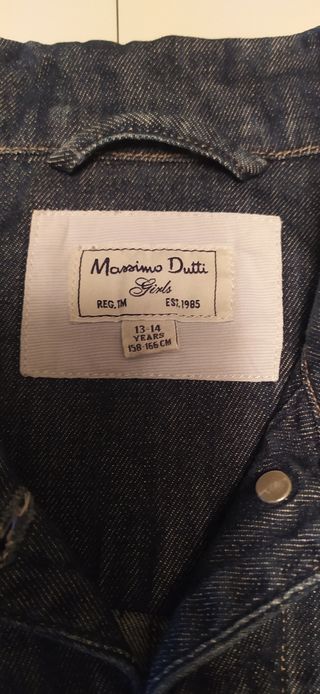 Massimo Dutti
Girls
REG.TM EST.1985
13-14
YEARS
158-166 CM